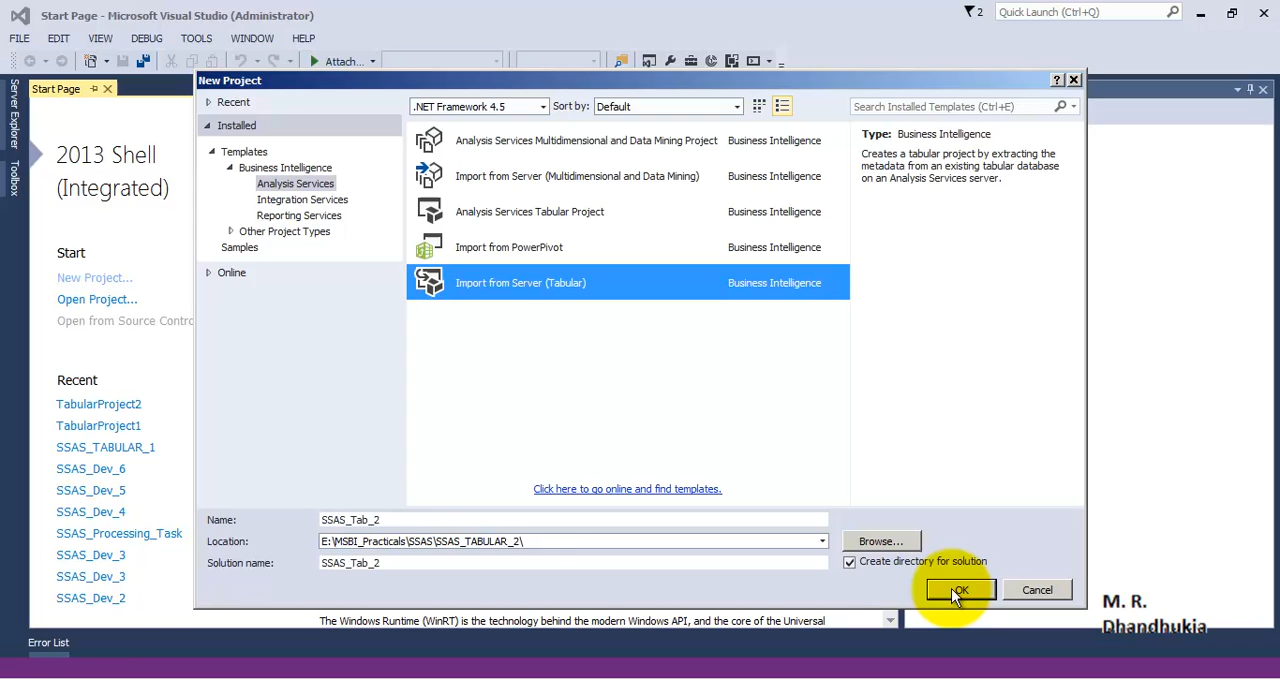 Start Page - Microsoft Visual Studio (Administrator)
2
Quick Launch (Ctrl+Q)
FILE EDIT VIEW DEBUG TOOLS WINDOW HELP
Attach...
Server Explorer
Toolbox
Start Page
2013 Shell
(Integrated)
Start
New Project...
Open Project...
Open from Source Contro
Recent
TabularProject2
TabularProject1
SSAS_TABULAR_1
SSAS_Dev_6
SSAS_Dev_5
SSAS_Dev_4
SSAS_Processing_Task
SSAS_Dev_3
SSAS_Dev_3
SSAS_Dev_2
New Project
Recent
Installed
Templates
Business Intelligence
Analysis Services
Integration Services
Reporting Services
Other Project Types
Samples
Online
.NET Framework 4.5 Sort by: Default
Search Installed Templates (Ctrl+E)
Analysis Services Multidimensional and Data Mining Project Business Intelligence
Import from Server (Multidimensional and Data Mining) Business Intelligence
Analysis Services Tabular Project Business Intelligence
Import from PowerPivot Business Intelligence
Import from Server (Tabular) Business Intelligence
Click here to go online and find templates.
Type: Business Intelligence
Creates a tabular project by extracting the
metadata from an existing tabular database
on an Analysis Services server.
Name: SSAS_Tab_2
Location: E:\MSBI_Practicals\SSAS\SSAS_TABULAR_2\ Browse...
Solution name: SSAS_Tab_2
Create directory for solution
OK Cancel
The Windows Runtime (WinRT) is the technology behind the modern Windows API, and the core of the Universal
M. R.
Dhandhukia
Error List